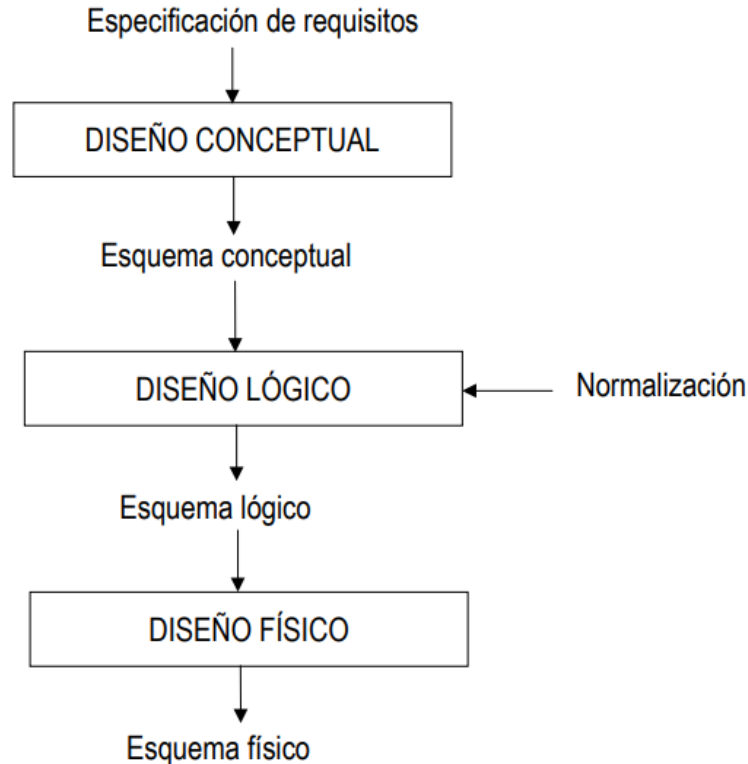 Especificación de requisitos
DISEÑO CONCEPTUAL
Esquema conceptual
DISEÑO LÓGICO
Normalización
Esquema lógico
DISEÑO FÍSICO
Esquema físico